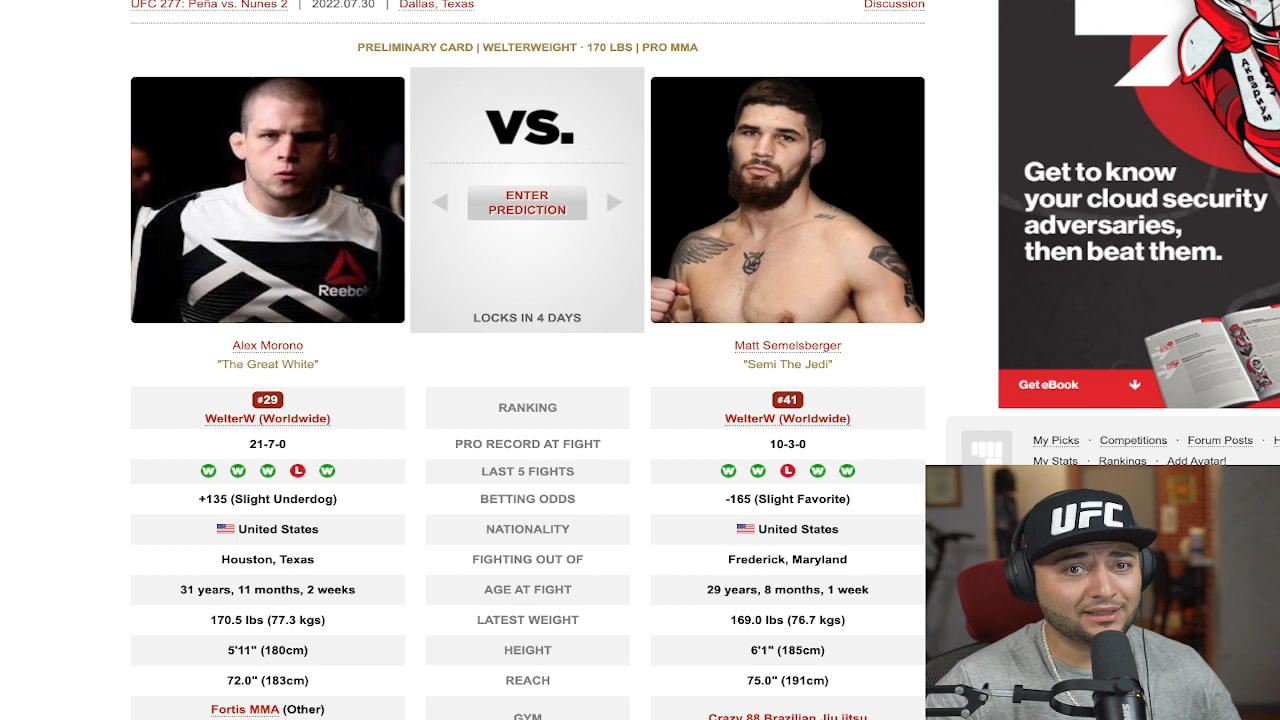 UFC 277: Peña vs. Nunes 2 | 2022.07.30 | Dallas, Texas
Discussion
PRELIMINARY CARD | WELTERWEIGHT · 170 LBS | PRO MMA
VS.
ENTER
PREDICTION
LOCKS IN 4 DAYS
Reebok
Alex Morono
Matt Semelsberger
"The Great White"
"Semi The Jedi"
#29
RANKING
#41
WelterW (Worldwide)
WelterW (Worldwide)
21-7-0 PRO RECORD AT FIGHT 10-3-0
W W W L W LAST 5 FIGHTS W W L W W
+135 (Slight Underdog) BETTING ODDS -165 (Slight Favorite)
United States NATIONALITY United States
Houston, Texas FIGHTING OUT OF Frederick, Maryland
31 years, 11 months, 2 weeks AGE AT FIGHT 29 years, 8 months, 1 week
170.5 lbs (77.3 kgs) LATEST WEIGHT 169.0 lbs (76.7 kgs)
5'11" (180cm) HEIGHT 6'1" (185cm)
72.0" (183cm) REACH 75.0" (191cm)
Fortis MMA (Other) GYM Crazy 88 Brazilian Jiu jitsu
Аквариум
Get to know
your cloud security
adversaries,
then beat them.
Get eBook
My Picks · Competitions · Forum Posts · H
My Stats · Rankings · Add Avatar!
UFC